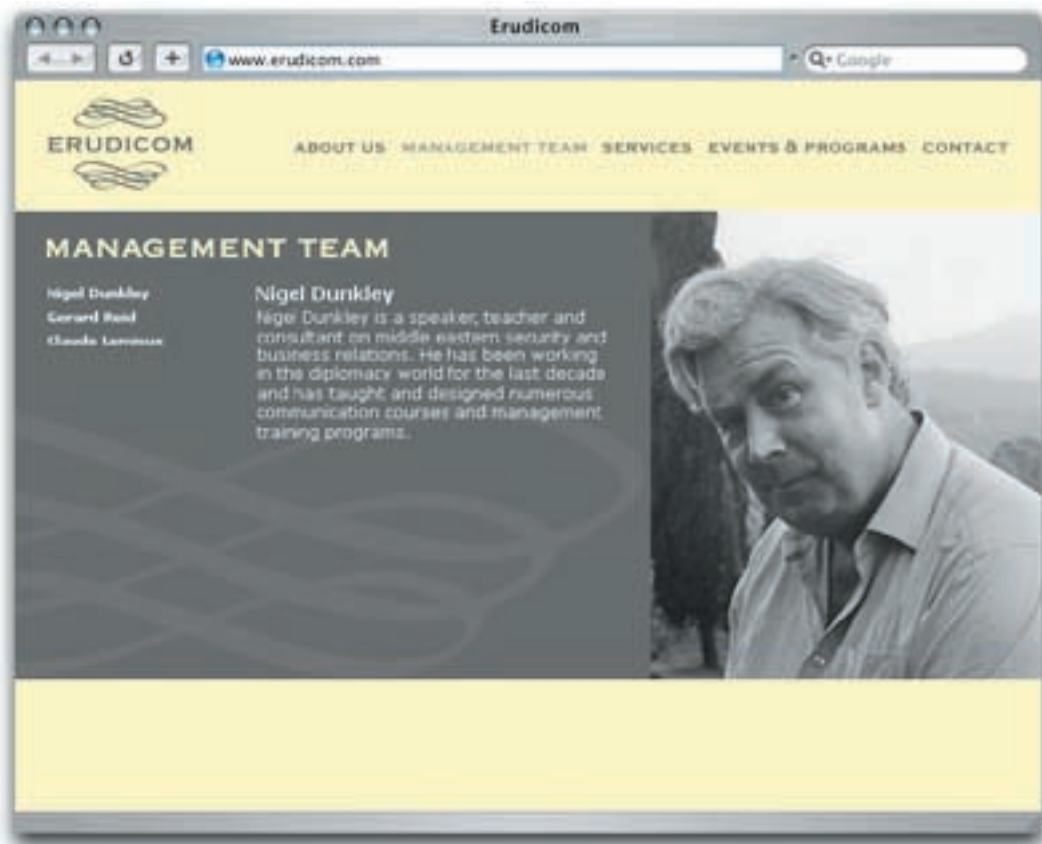 Erudicom
www.erudicom.com
Google
ERUDICOM
ABOUT US MANAGEMENT TEAM SERVICES EVENTS & PROGRAMS CONTACT
MANAGEMENT TEAM
Nigel Dunkley
Gerard Reid
Claude Lemieux
Nigel Dunkley
Nigel Dunkley is a speaker, teacher and
consultant on middle eastern security and
business relations. He has been working
in the diplomacy world for the last decade
and has taught and designed numerous
communication courses and management
training programs.